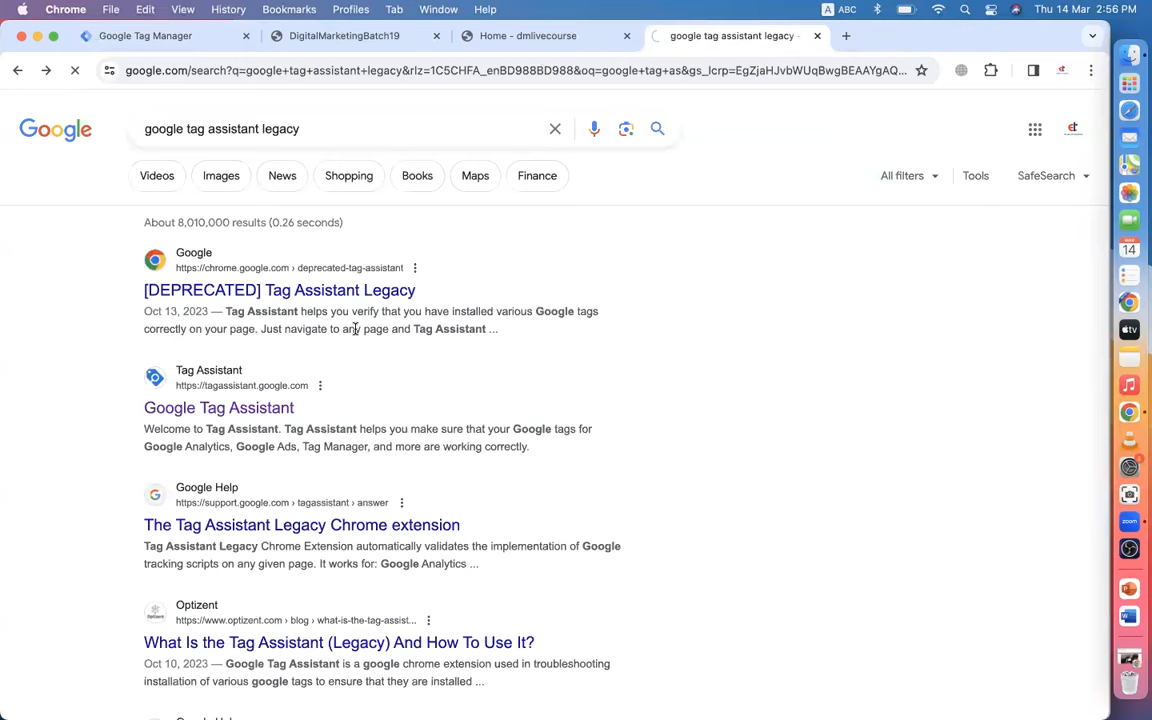 Chrome File Edit View History Bookmarks Profiles Tab Window Help A ABC Thu 14 Mar 2:56 PM
Google Tag Manager DigitalMarketingBatch19 Home - dmlivecourse google tag assistant legacy -
google.com/search?q=google+tag+assistant+legacy&rlz=1C5CHFA_enBD988BD988&oq=google+tag+as&gs_lcrp=EgZjaHJvbWUqBwgBEAAYgAQ...
Google google tag assistant legacy
Videos Images News Shopping Books Maps Finance All filters Tools SafeSearch
About 8,010,000 results (0.26 seconds)
Google
https://chrome.google.com › deprecated-tag-assistant
[DEPRECATED] Tag Assistant Legacy
Oct 13, 2023 — Tag Assistant helps you verify that you have installed various Google tags
correctly on your page. Just navigate to any page and Tag Assistant ...
Tag Assistant
https://tagassistant.google.com
Google Tag Assistant
Welcome to Tag Assistant. Tag Assistant helps you make sure that your Google tags for
Google Analytics, Google Ads, Tag Manager, and more are working correctly.
Google Help
https://support.google.com › tagassistant › answer
The Tag Assistant Legacy Chrome extension
Tag Assistant Legacy Chrome Extension automatically validates the implementation of Google
tracking scripts on any given page. It works for: Google Analytics ...
Optizent
https://www.optizent.com › blog › what-is-the-tag-assist...
What Is the Tag Assistant (Legacy) And How To Use It?
Oct 10, 2023 — Google Tag Assistant is a google chrome extension used in troubleshooting
installation of various google tags to ensure that they are installed ...